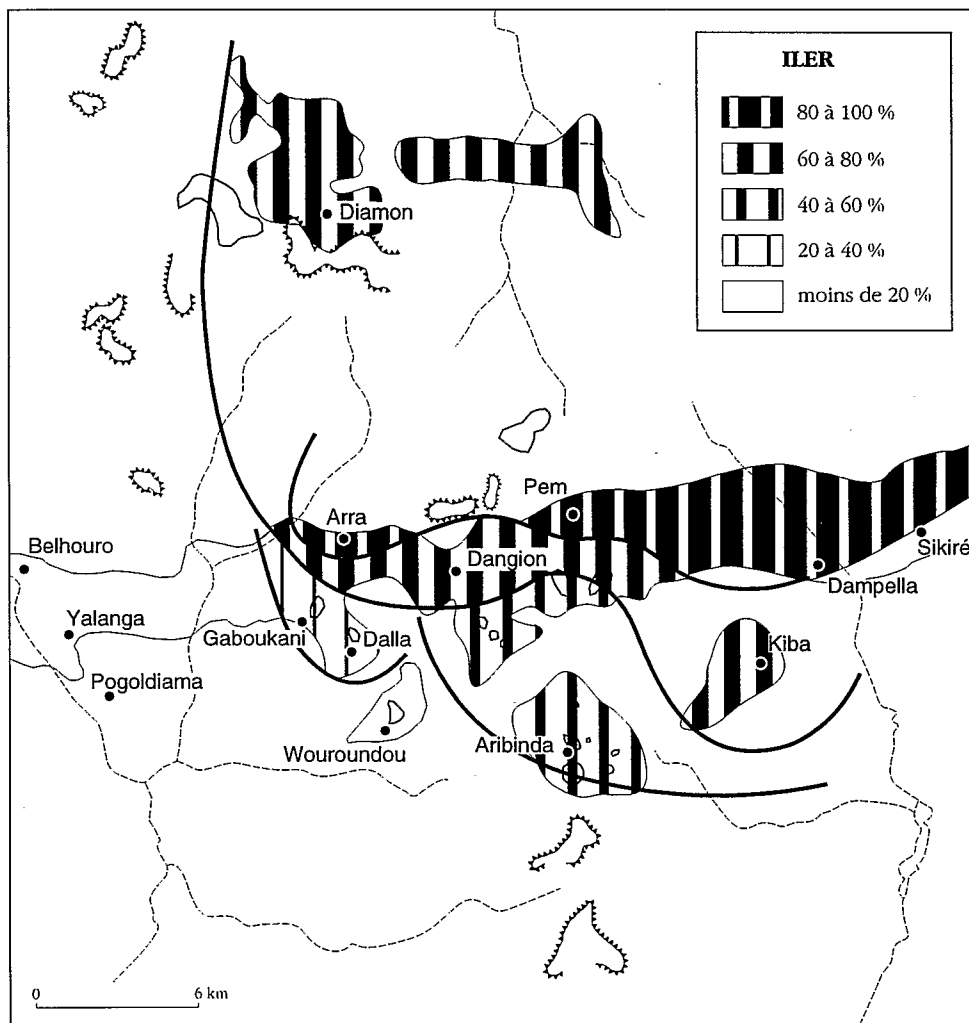 ILER
80 à 100 %
60 à 80 %
40 à 60 %
20 à 40 %
moins de 20 %
Diamon
Pem
Arra
Belhouro
Dangion
Sikiré
Dampella
Yalanga
Gaboukani
Dalla
Kiba
Pogoldiama
Wouroundou
Aribinda
0 6 km